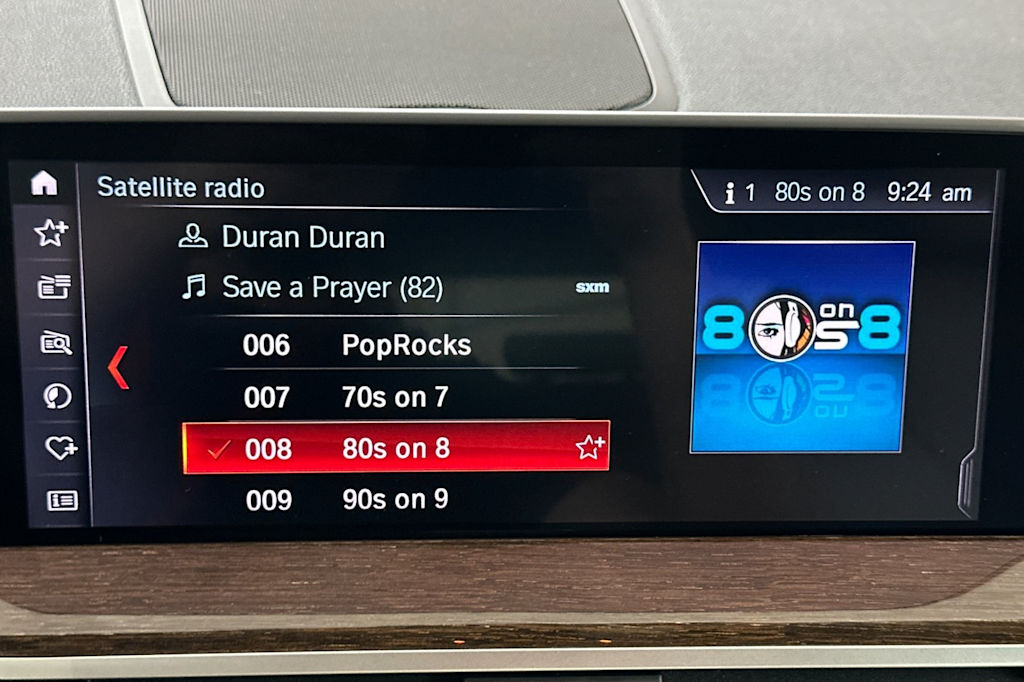 Satellite radio
i 1 80s on 8 9:24 am
Duran Duran
Save a Prayer (82)
sxm
006 PopRocks
007 70s on 7
008 80s on 8
009 90s on 9
80s on 8